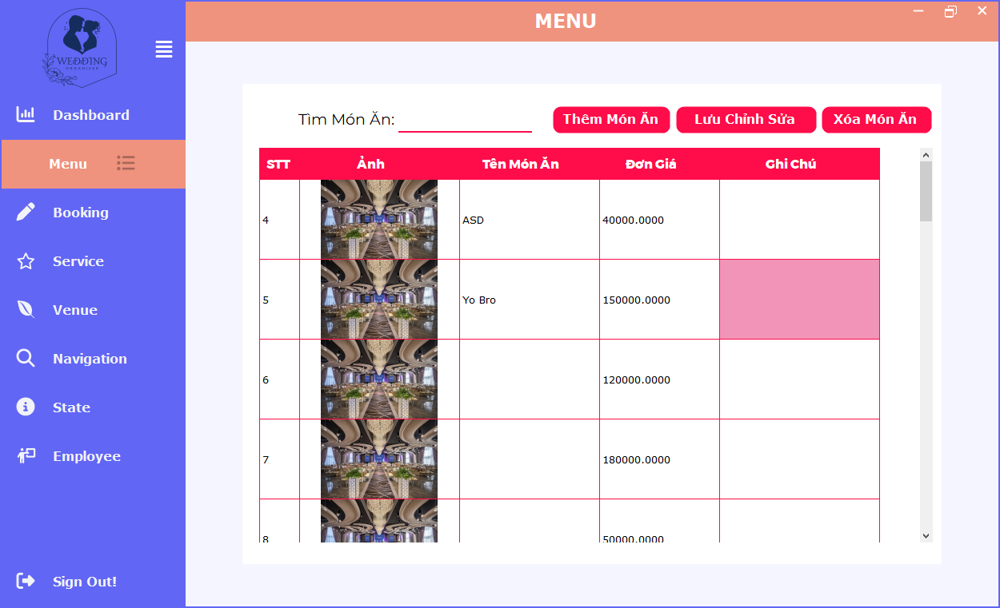 MENU
WEDDING
ORGANIZER
Dashboard
Menu
Booking
Service
Venue
Navigation
State
Employee
Sign Out!
Tìm Món Ăn:
Thêm Món Ăn
Lưu Chỉnh Sửa
Xóa Món Ăn
STT Ảnh Tên Món Ăn Đơn Giá Ghi Chú
4 ASD 40000.0000
5 Yo Bro 150000.0000
6 120000.0000
7 180000.0000
8 50000.0000